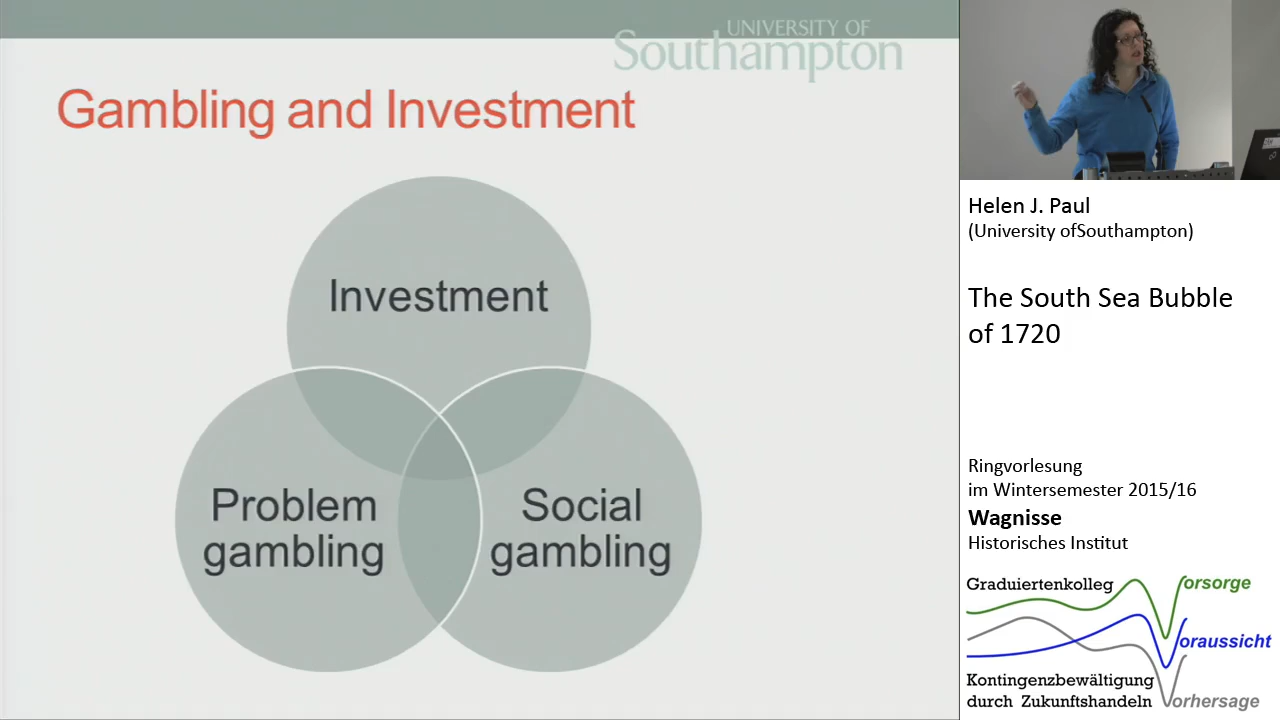 UNIVERSITY OF
Southampton
Gambling and Investment
Investment
Problem
gambling
Social
gambling
Helen J. Paul
(University ofSouthampton)
The South Sea Bubble
of 1720
Ringvorlesung
im Wintersemester 2015/16
Wagnisse
Historisches Institut
Graduiertenkolleg
Vorsorge
Voraussicht
Kontingenzbewältigung
durch Zukunftshandeln
Vorhersage